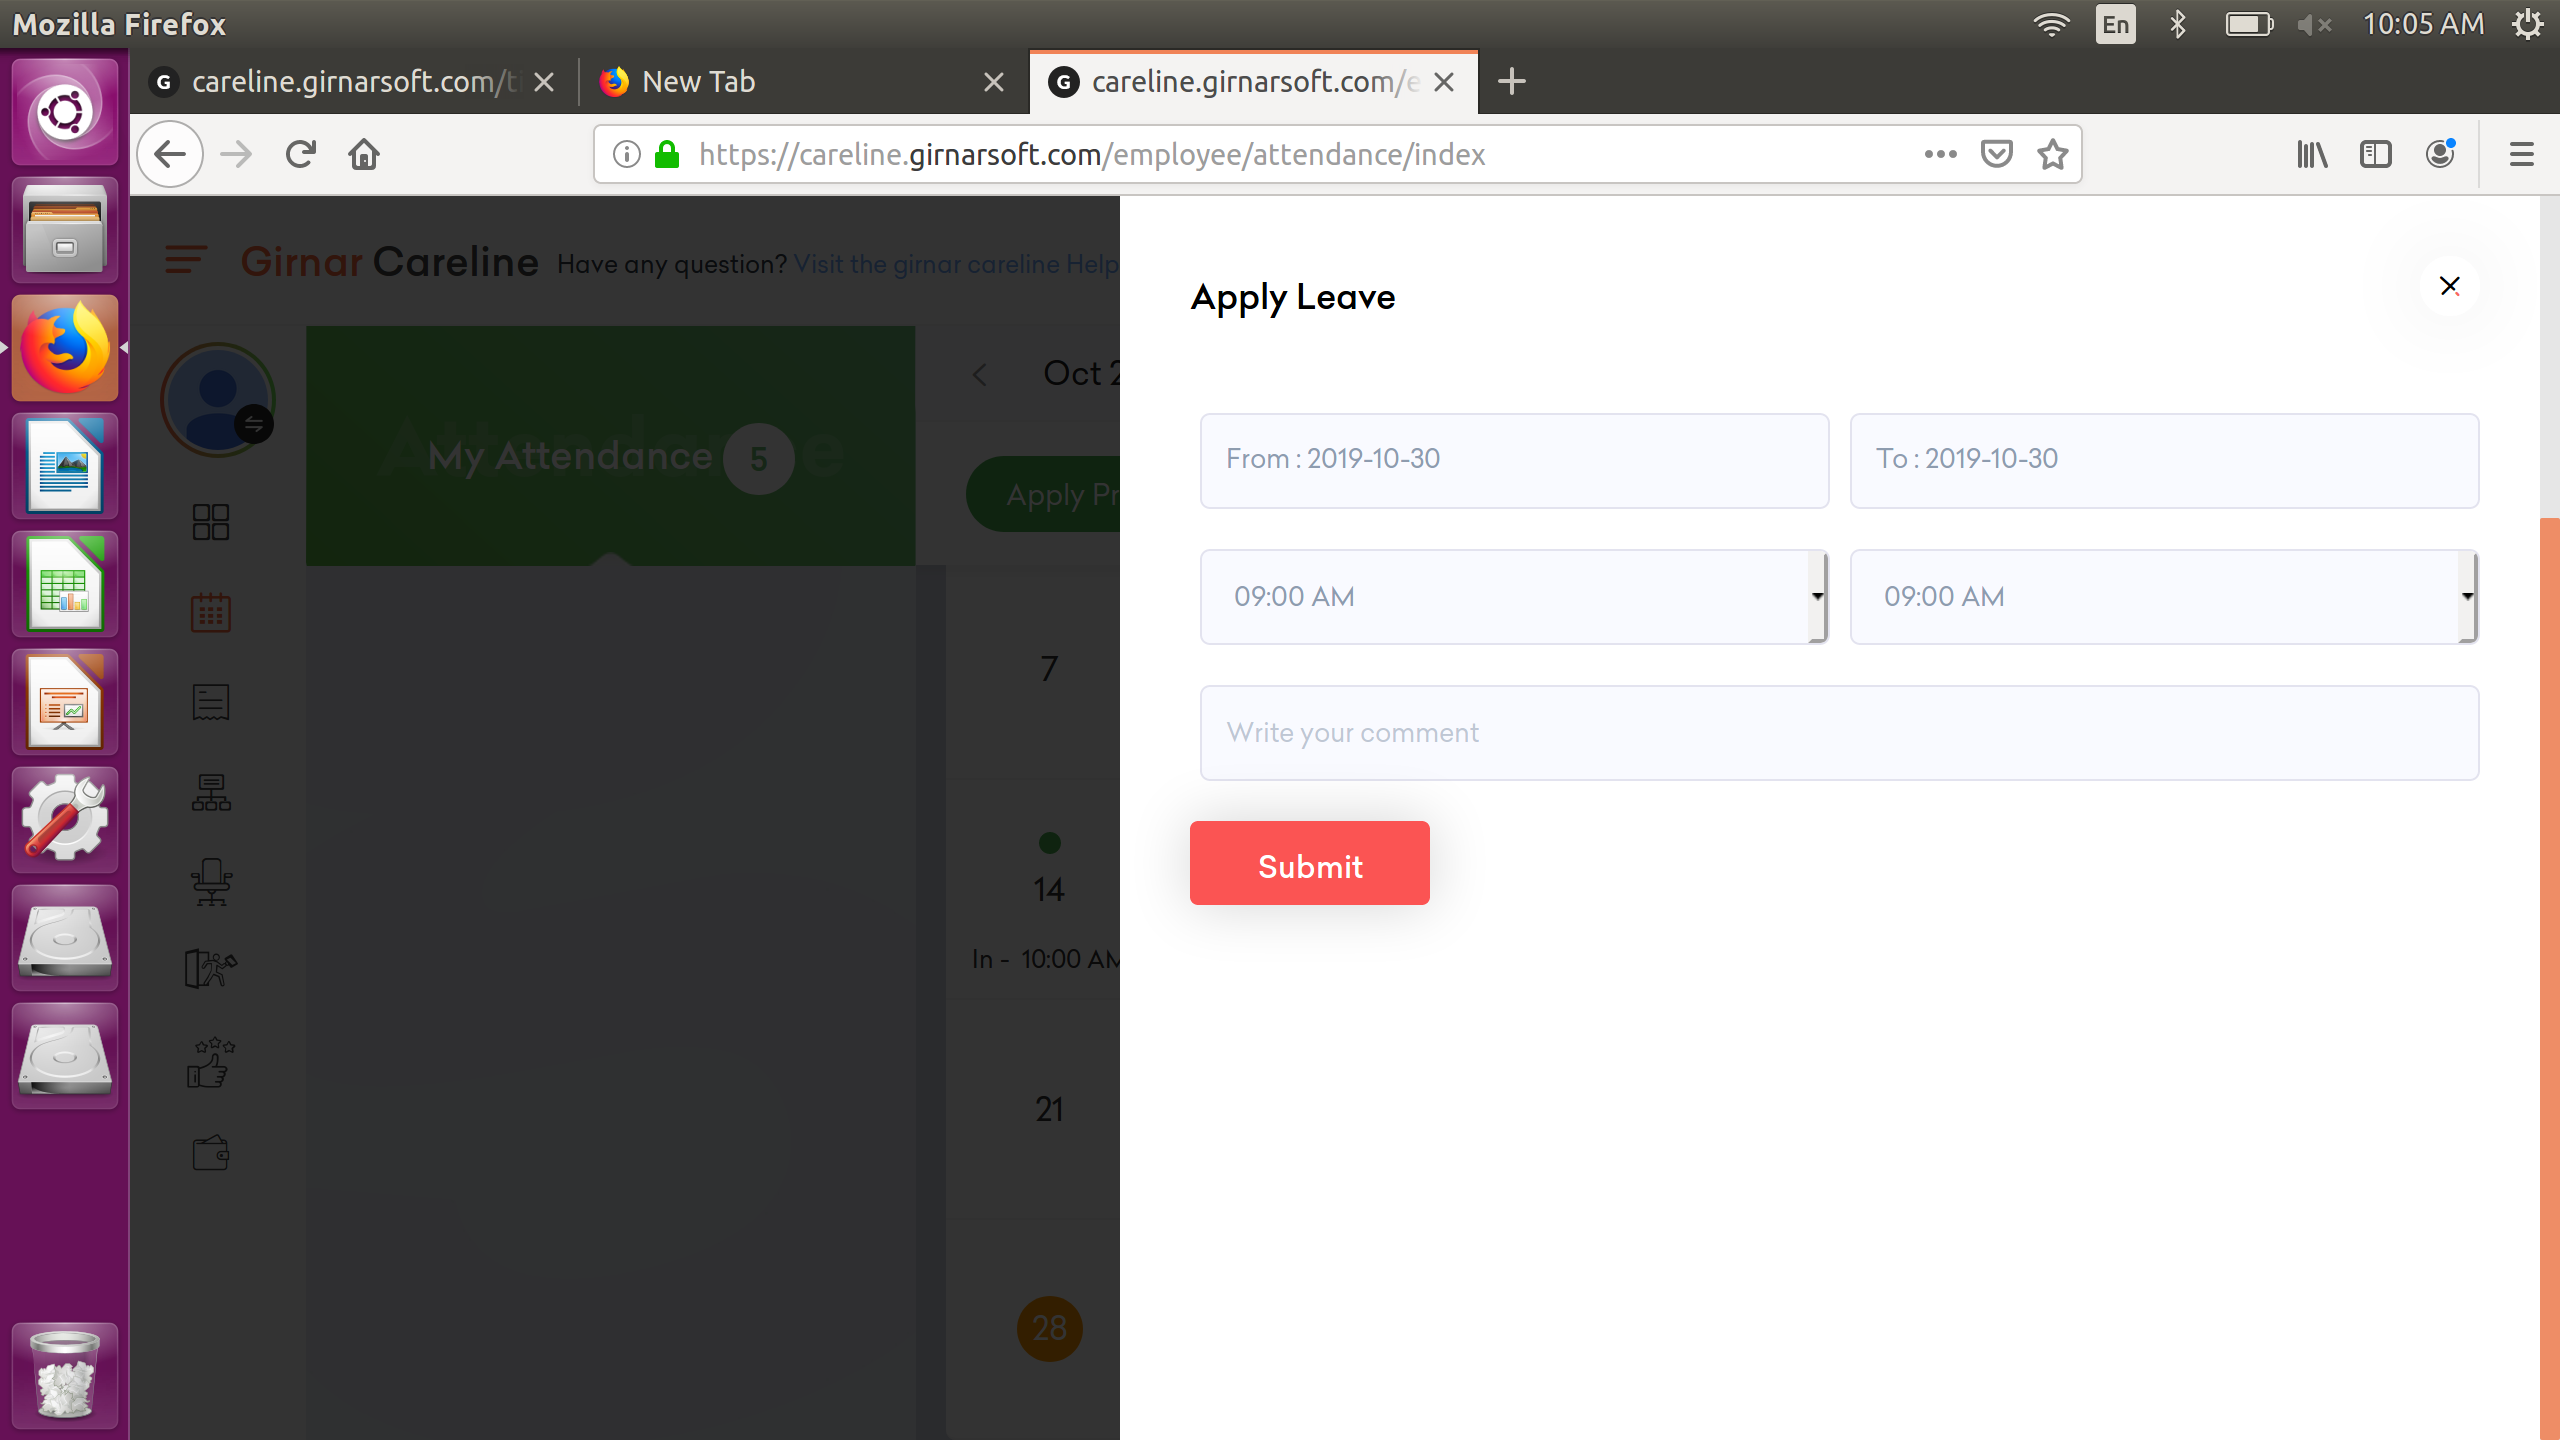 Mozilla Firefox
En
10:05 AM
careline.girnarsoft.com/ti
New Tab
careline.girnarsoft.com/e
https://careline.girnarsoft.com/employee/attendance/index
Girnar Careline Have any question? Visit the girnar careline Help
Apply Leave
Oct 2
My Attendance 5
Attendance
Apply Pr
From : 2019-10-30
To : 2019-10-30
09:00 AM
09:00 AM
7
Write your comment
Submit
14
In - 10:00 AM
21
28